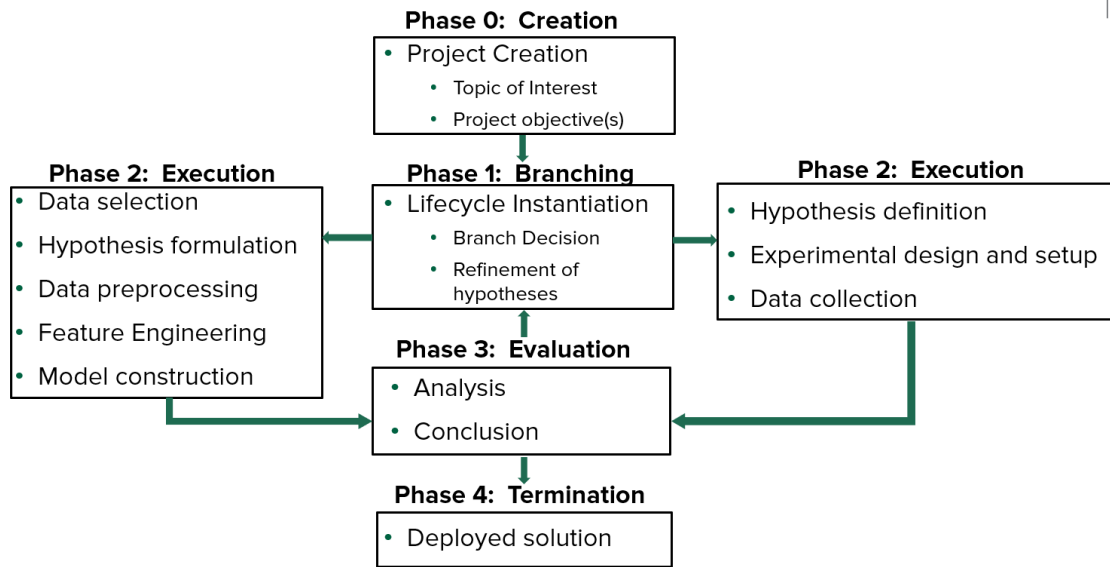 Phase 0: Creation
• Project Creation
• Topic of Interest
• Project objective(s)
Phase 2: Execution
• Data selection
• Hypothesis formulation
• Data preprocessing
• Feature Engineering
• Model construction
Phase 1: Branching
• Lifecycle Instantiation
• Branch Decision
• Refinement of
hypotheses
Phase 2: Execution
• Hypothesis definition
• Experimental design and setup
• Data collection
Phase 3: Evaluation
• Analysis
• Conclusion
Phase 4: Termination
• Deployed solution